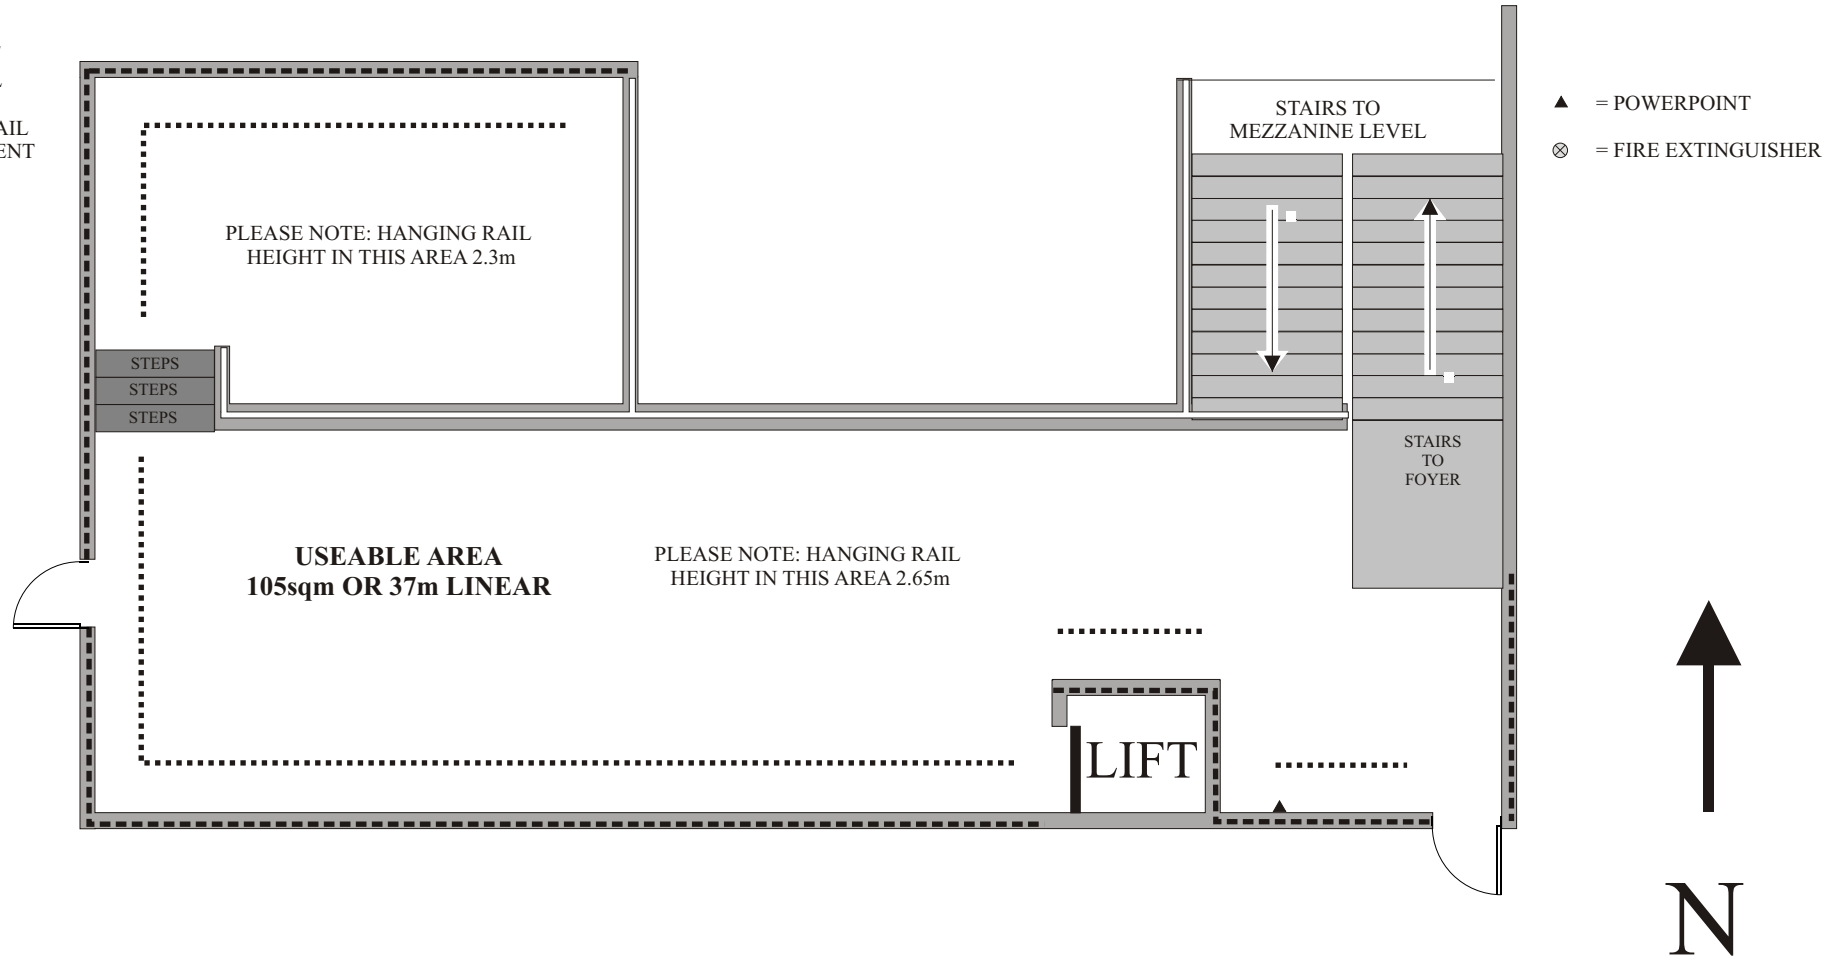 AIL
ENT
STAIRS TO
MEZZANINE LEVEL
= POWERPOINT
= FIRE EXTINGUISHER
PLEASE NOTE: HANGING RAIL
HEIGHT IN THIS AREA 2.3m
STEPS
STEPS
STEPS
STAIRS
TO
FOYER
USEABLE AREA
105sqm OR 37m LINEAR
PLEASE NOTE: HANGING RAIL
HEIGHT IN THIS AREA 2.65m
LIFT
N